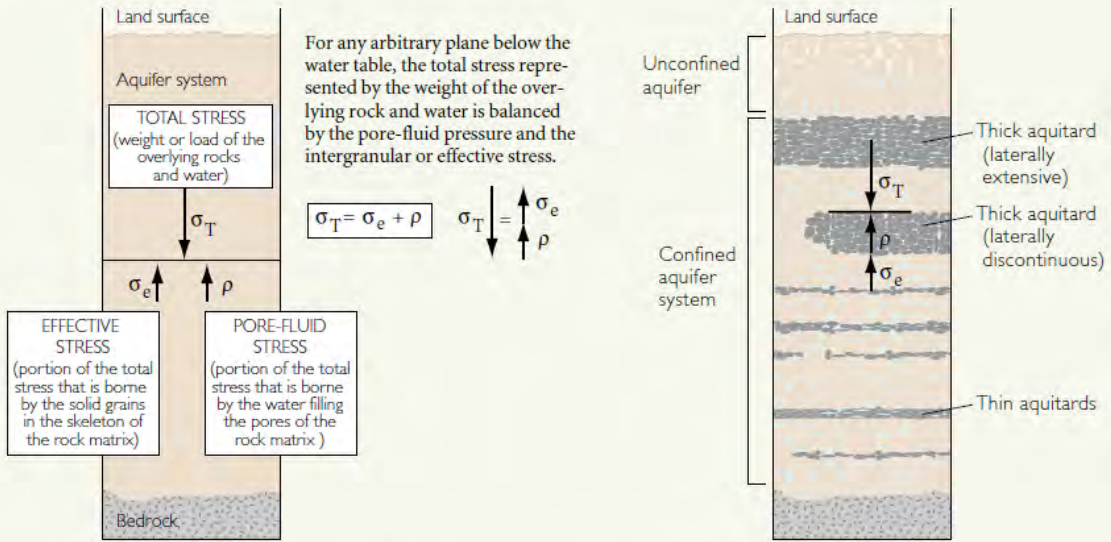 Land surface
Aquifer system
TOTAL STRESS
(weight or load of the
overlying rocks
and water)
σT
σe
ρ
EFFECTIVE
STRESS
(portion of the total
stress that is borne
by the solid grains
in the skeleton of
the rock matrix)
PORE-FLUID
STRESS
(portion of the total
stress that is borne
by the water filling
the pores of the
rock matrix )
Bedrock
For any arbitrary plane below the
water table, the total stress repre-
sented by the weight of the over-
lying rock and water is balanced
by the pore-fluid pressure and the
intergranular or effective stress.
σT = σe + ρ
σT = σe
ρ
Land surface
Unconfined
aquifer
Confined
aquifer
system
σT
ρ
σe
Thick aquitard
(laterally
extensive)
Thick aquitard
(laterally
discontinuous)
Thin aquitards